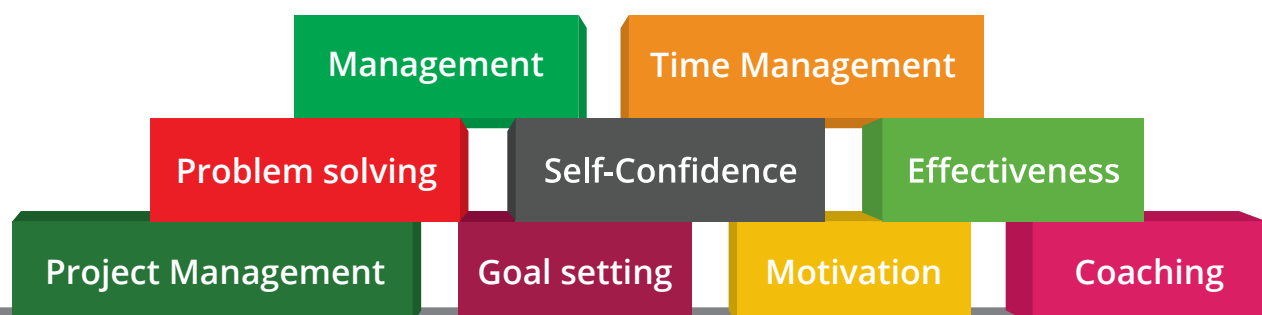 Management
Time Management
Problem solving
Self-Confidence
Effectiveness
Project Management
Goal setting
Motivation
Coaching